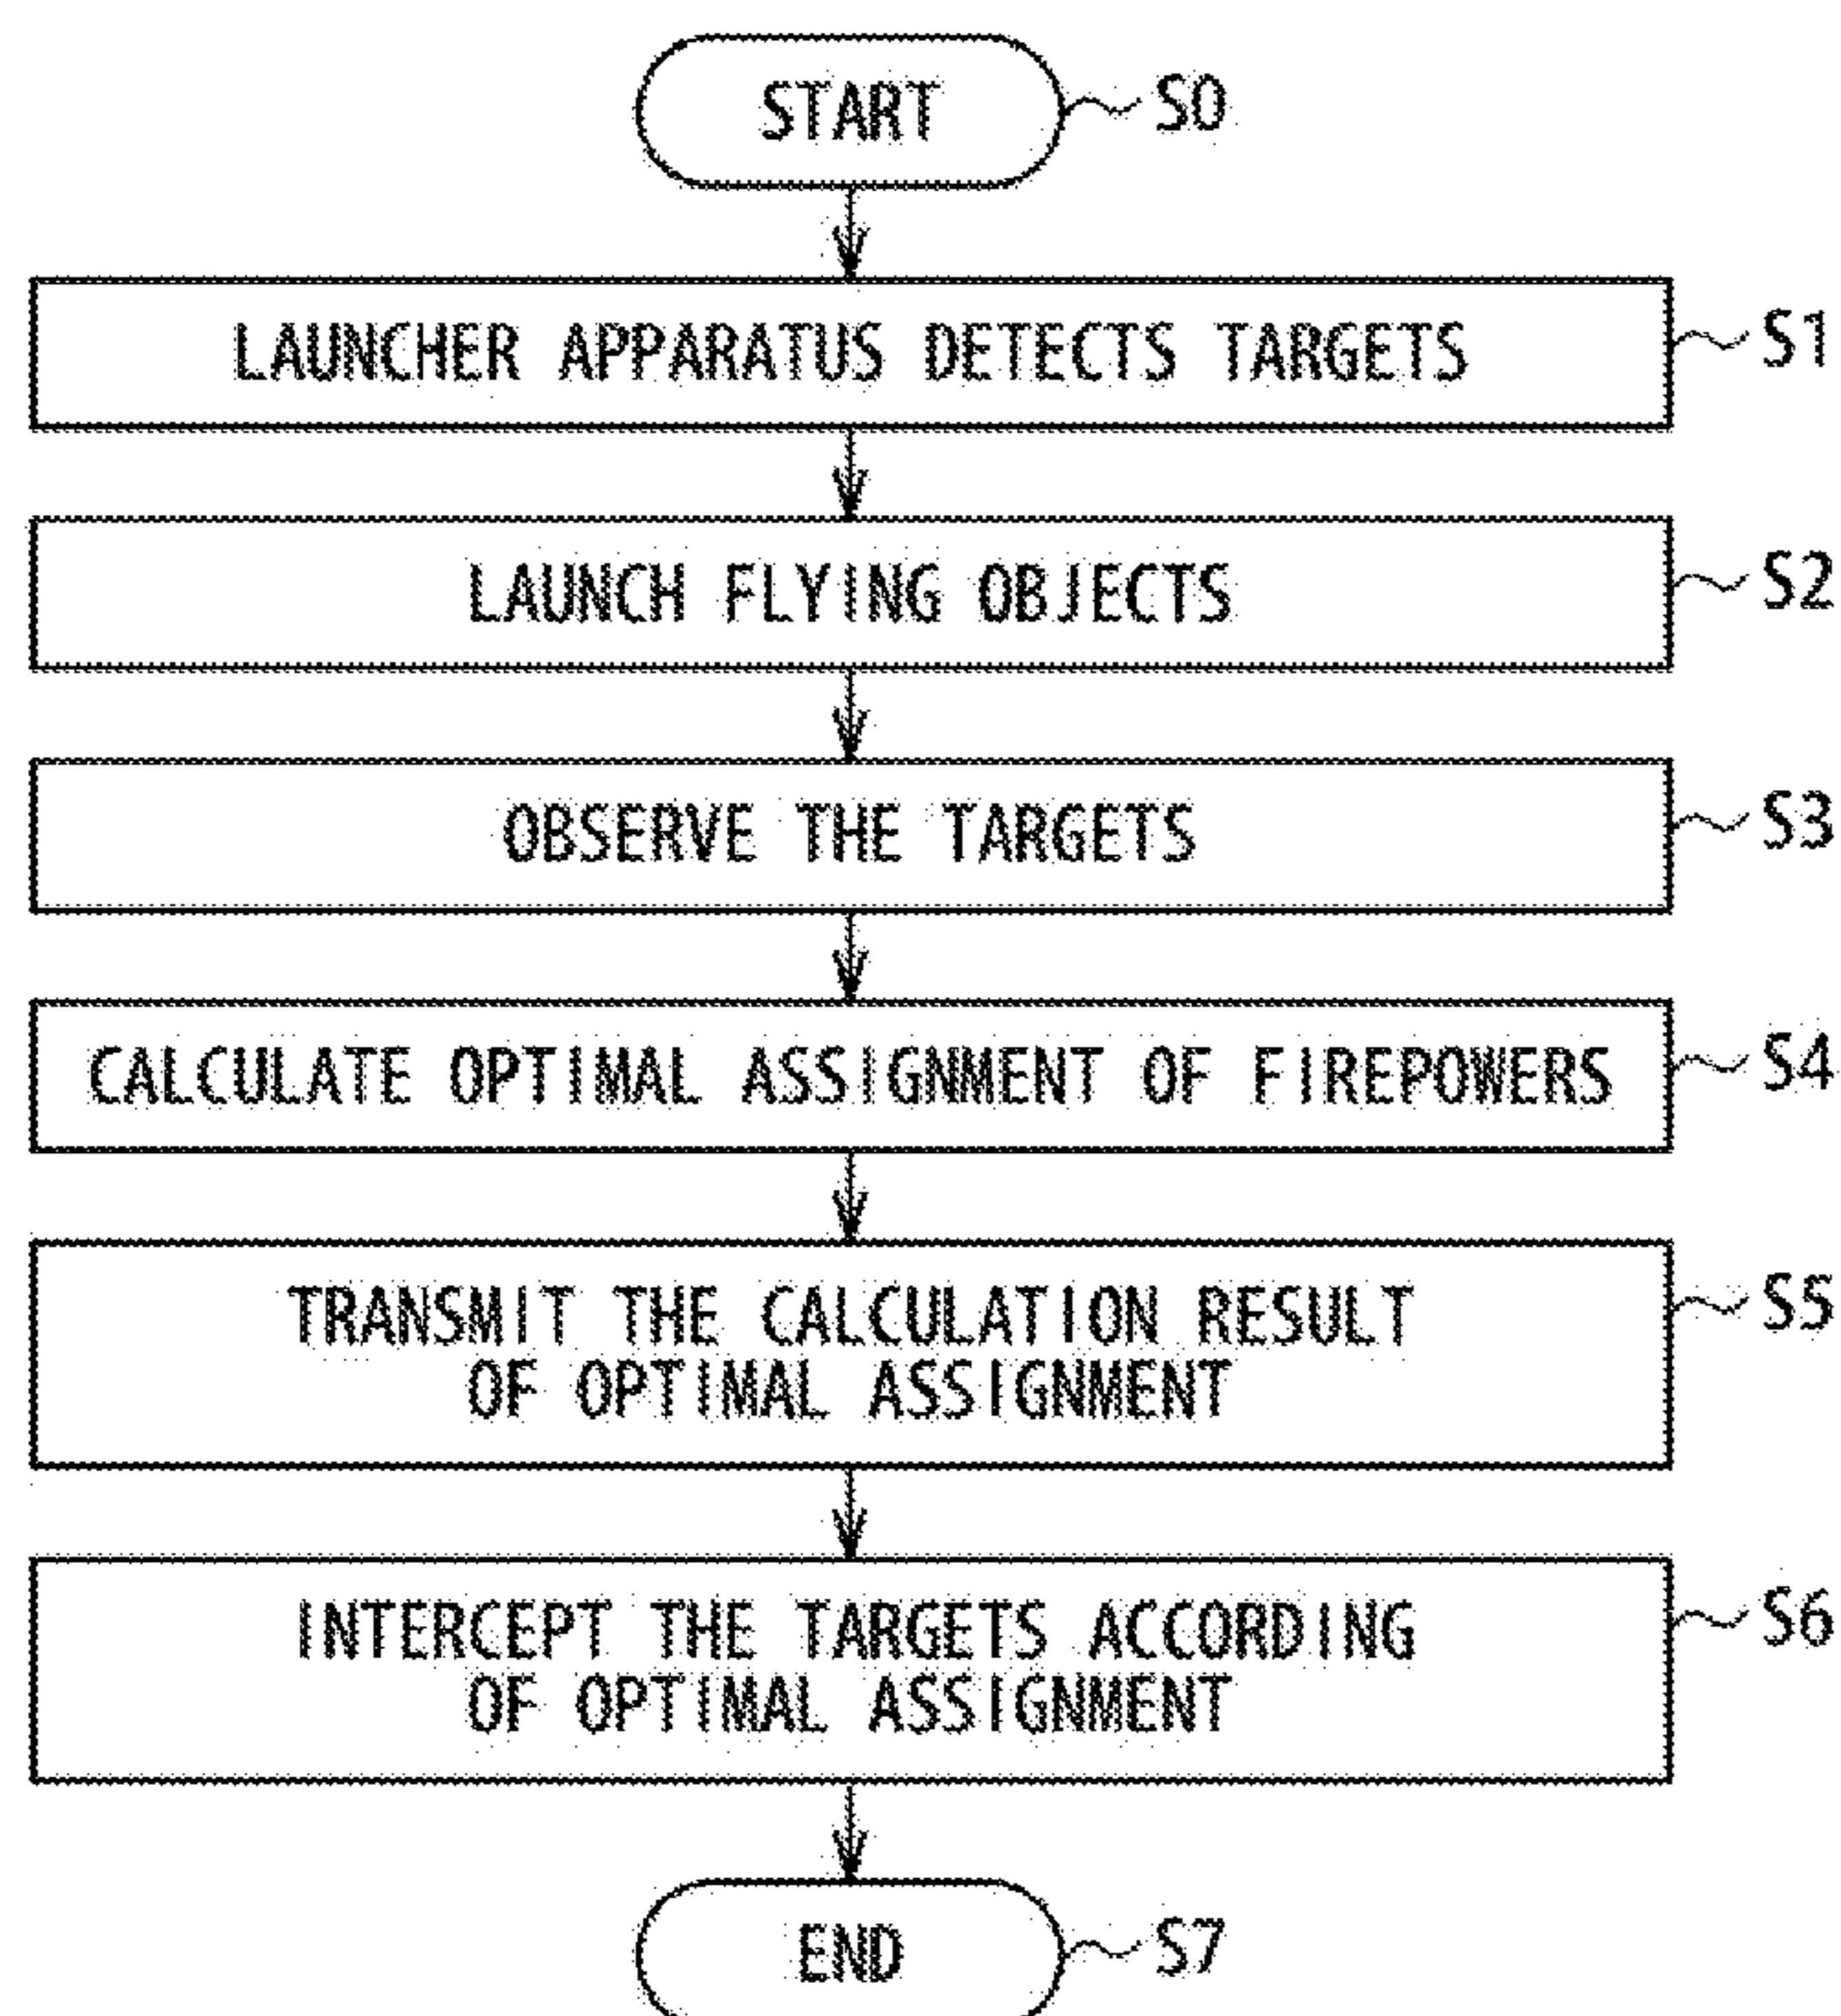 START
S0
LAUNCHER APPARATUS DETECTS TARGETS
S1
LAUNCH FLYING OBJECTS
S2
OBSERVE THE TARGETS
S3
CALCULATE OPTIMAL ASSIGNMENT OF FIREPOWERS
S4
TRANSMIT THE CALCULATION RESULT
OF OPTIMAL ASSIGNMENT
S5
INTERCEPT THE TARGETS ACCORDING
OF OPTIMAL ASSIGNMENT
S6
END
S7